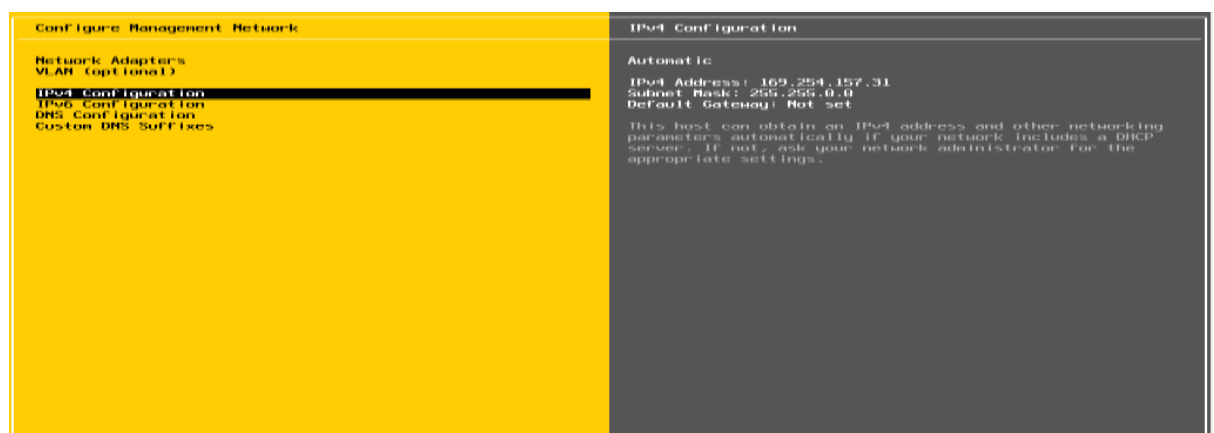 Configure Management Network
Network Adapters
VLAN (optional)
IPv4 Configuration
IPv6 Configuration
DNS Configuration
Custom DNS Suffixes
IPv4 Configuration
Automatic
IPv4 Address: 169.254.157.31
Subnet Mask: 255.255.0.0
Default Gateway: Not set
This host can obtain an IPv4 address and other networking
parameters automatically if your network includes a DHCP
server. If not, ask your network administrator for the
appropriate settings.